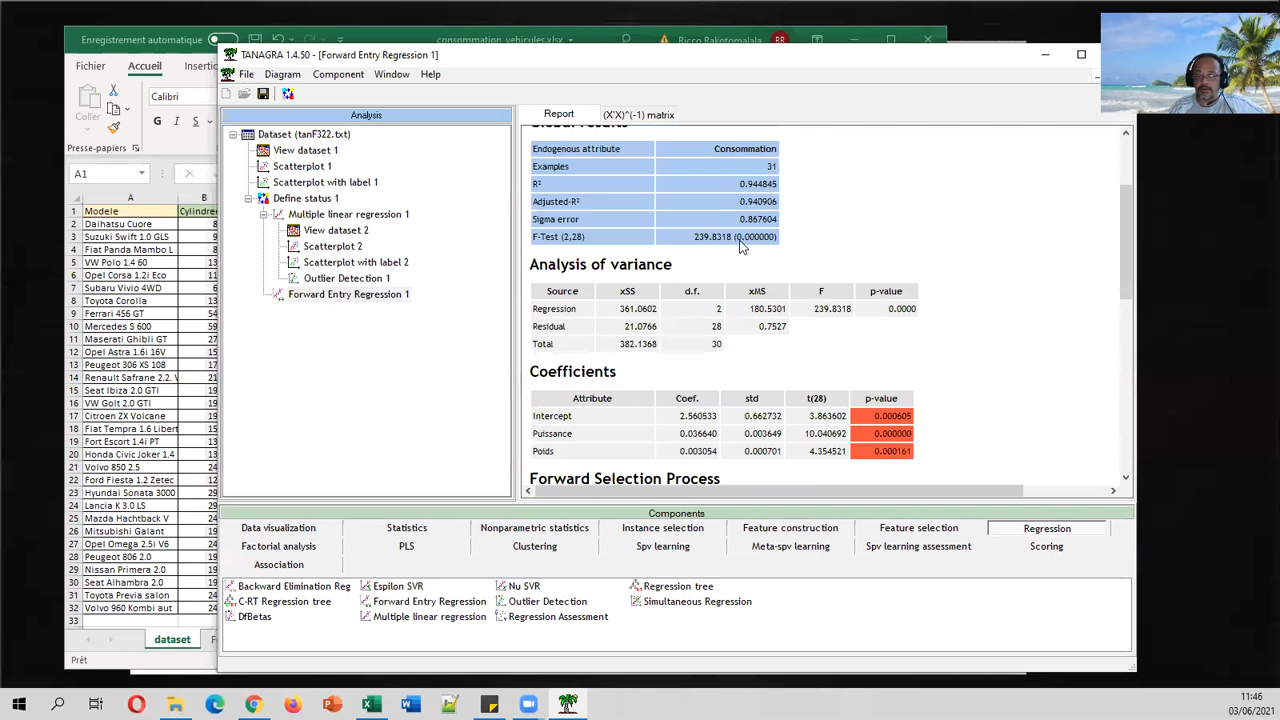 Enregistrement automatique
consommation_vehicules.xlsx
Ricco Rakotomalala
RR
Fichier
Accueil
Insertio
Coller
Calibri
G
I
S
Presse-papiers
A1
A
B
1 Modele Cylindree
2 Daihatsu Cuore
3 Suzuki Swift 1.0 GLS
4 Fiat Panda Mambo L
5 VW Polo 1.4 60
6 Opel Corsa 1.2i Eco
7 Subaru Vivio 4WD
8 Toyota Corolla
9 Ferrari 456 GT
10 Mercedes S 600
11 Maserati Ghibli GT
12 Opel Astra 1.6i 16V
13 Peugeot 306 XS 108
14 Renault Safrane 2.2. V
15 Seat Ibiza 2.0 GTI
16 VW Golt 2.0 GTI
17 Citroen ZX Volcane
18 Fiat Tempra 1.6 Libert
19 Fort Escort 1.4i PT
20 Honda Civic Joker 1.4
21 Volvo 850 2.5
22 Ford Fiesta 1.2 Zetec
23 Hyundai Sonata 3000
24 Lancia K 3.0 LS
25 Mazda Hachtback V
26 Mitsubishi Galant
27 Opel Omega 2.5i V6
28 Peugeot 806 2.0
29 Nissan Primera 2.0
30 Seat Alhambra 2.0
31 Toyota Previa salon
32 Volvo 960 Kombi aut
33
dataset
Prêt
TANAGRA 1.4.50 - [Forward Entry Regression 1]
File Diagram Component Window Help
Analysis
Dataset (tanF322.txt)
View dataset 1
Scatterplot 1
Scatterplot with label 1
Define status 1
Multiple linear regression 1
View dataset 2
Scatterplot 2
Scatterplot with label 2
Outlier Detection 1
Forward Entry Regression 1
Report
(X'X)^(-1) matrix
Global results
Endogenous attribute Consommation
Examples 31
R² 0.944845
Adjusted-R² 0.940906
Sigma error 0.867604
F-Test (2,28) 239.8318 (0.000000)
Analysis of variance
Source xSS d.f. xMS F p-value
Regression 361.0602 2 180.5301 239.8318 0.0000
Residual 21.0766 28 0.7527
Total 382.1368 30
Coefficients
Attribute Coef. std t(28) p-value
Intercept 2.560533 0.662732 3.863602 0.000605
Puissance 0.036640 0.003649 10.040692 0.000000
Poids 0.003054 0.000701 4.354521 0.000161
Forward Selection Process
Components
Data visualization Statistics Nonparametric statistics Instance selection Feature construction Feature selection Regression
Factorial analysis PLS Clustering Spv learning Meta-spv learning Spv learning assessment Scoring
Association
Backward Elimination Reg Espilon SVR Nu SVR Regression tree
C-RT Regression tree Forward Entry Regression Outlier Detection Simultaneous Regression
DfBetas Multiple linear regression Regression Assessment
11:46
03/06/2021